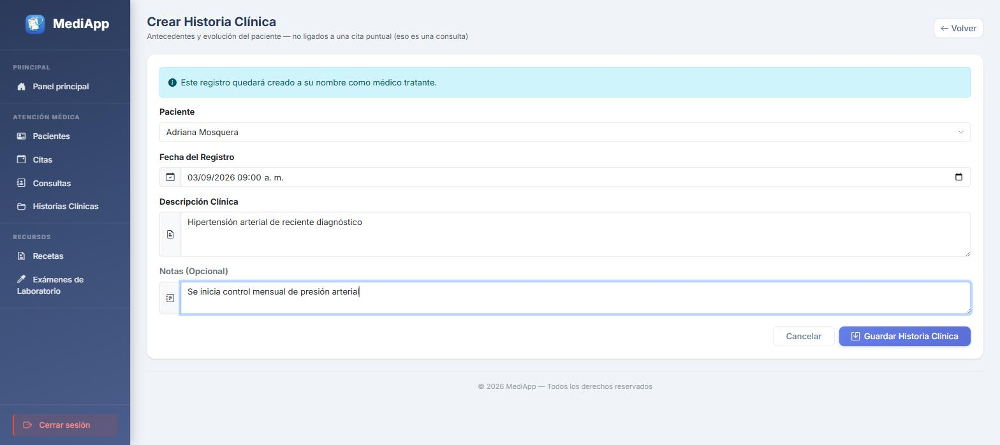 MediApp
PRINCIPAL
Panel principal
ATENCIÓN MÉDICA
Pacientes
Citas
Consultas
Historias Clínicas
RECURSOS
Recetas
Exámenes de
Laboratorio
Cerrar sesión
Crear Historia Clínica
Antecedentes y evolución del paciente — no ligados a una cita puntual (eso es una consulta)
← Volver
Este registro quedará creado a su nombre como médico tratante.
Paciente
Adriana Mosquera
Fecha del Registro
03/09/2026 09:00 a. m.
Descripción Clínica
Hipertensión arterial de reciente diagnóstico
Notas (Opcional)
Se inicia control mensual de presión arterial
Cancelar
Guardar Historia Clínica
© 2026 MediApp — Todos los derechos reservados